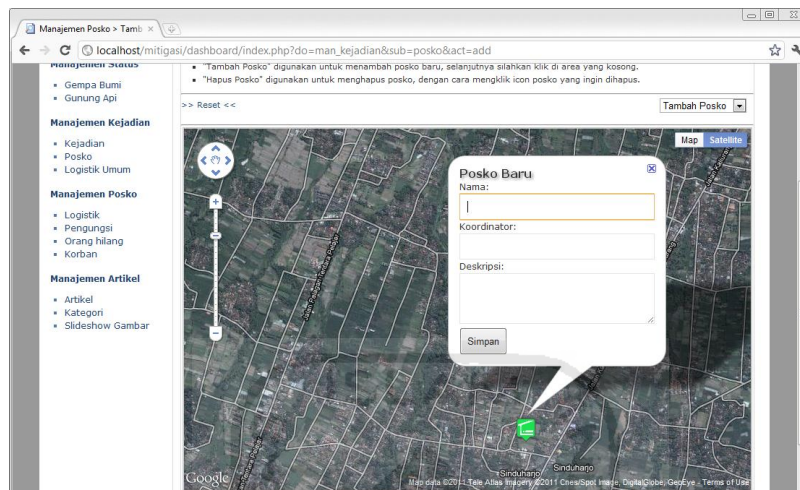 Manajemen Posko > Tamb
localhost/mitigasi/dashboard/index.php?do=man_kejadian&sub=posko&act=add
Manajemen Status
Gempa Bumi
Gunung Api
Manajemen Kejadian
Kejadian
Posko
Logistik Umum
Manajemen Posko
Logistik
Pengungsi
Orang hilang
Korban
Manajemen Artikel
Artikel
Kategori
Slideshow Gambar
"Tambah Posko" digunakan untuk menambah posko baru, selanjutnya silahkan klik di area yang kosong.
"Hapus Posko" digunakan untuk menghapus posko, dengan cara mengklik icon posko yang ingin dihapus.
>> Reset <<
Tambah Posko
Map Satellite
Posko Baru
Nama:
Koordinator:
Deskripsi:
Simpan
Sinduharjo
Sinduharjo
Google
Map data ©2011 Tele Atlas Imagery ©2011 Cnes/Spot Image, DigitalGlobe, GeoEye - Terms of Use